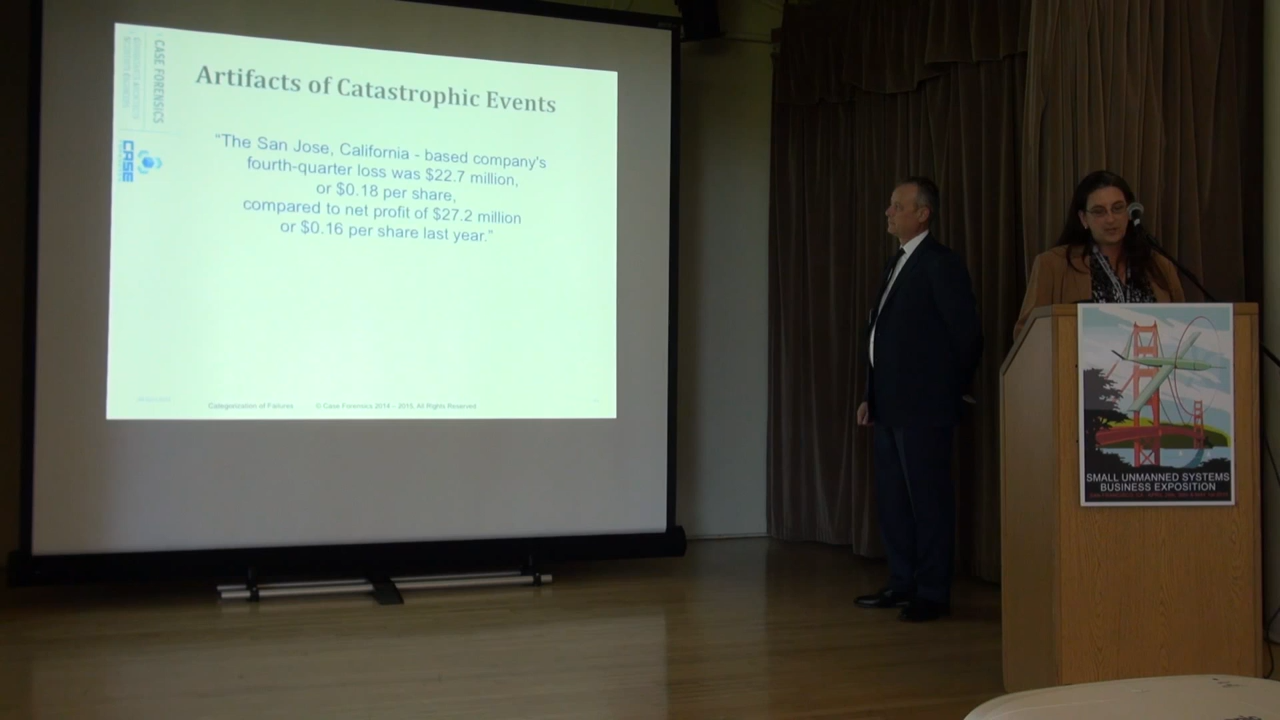 CASE FORENSICS
CASE
Artifacts of Catastrophic Events
“The San Jose, California - based company's
fourth-quarter loss was $22.7 million,
or $0.18 per share,
compared to net profit of $27.2 million
or $0.16 per share last year.”
Categorization of Failures
© Case Forensics 2014 – 2015, All Rights Reserved
SMALL UNMANNED SYSTEMS
BUSINESS EXPOSITION